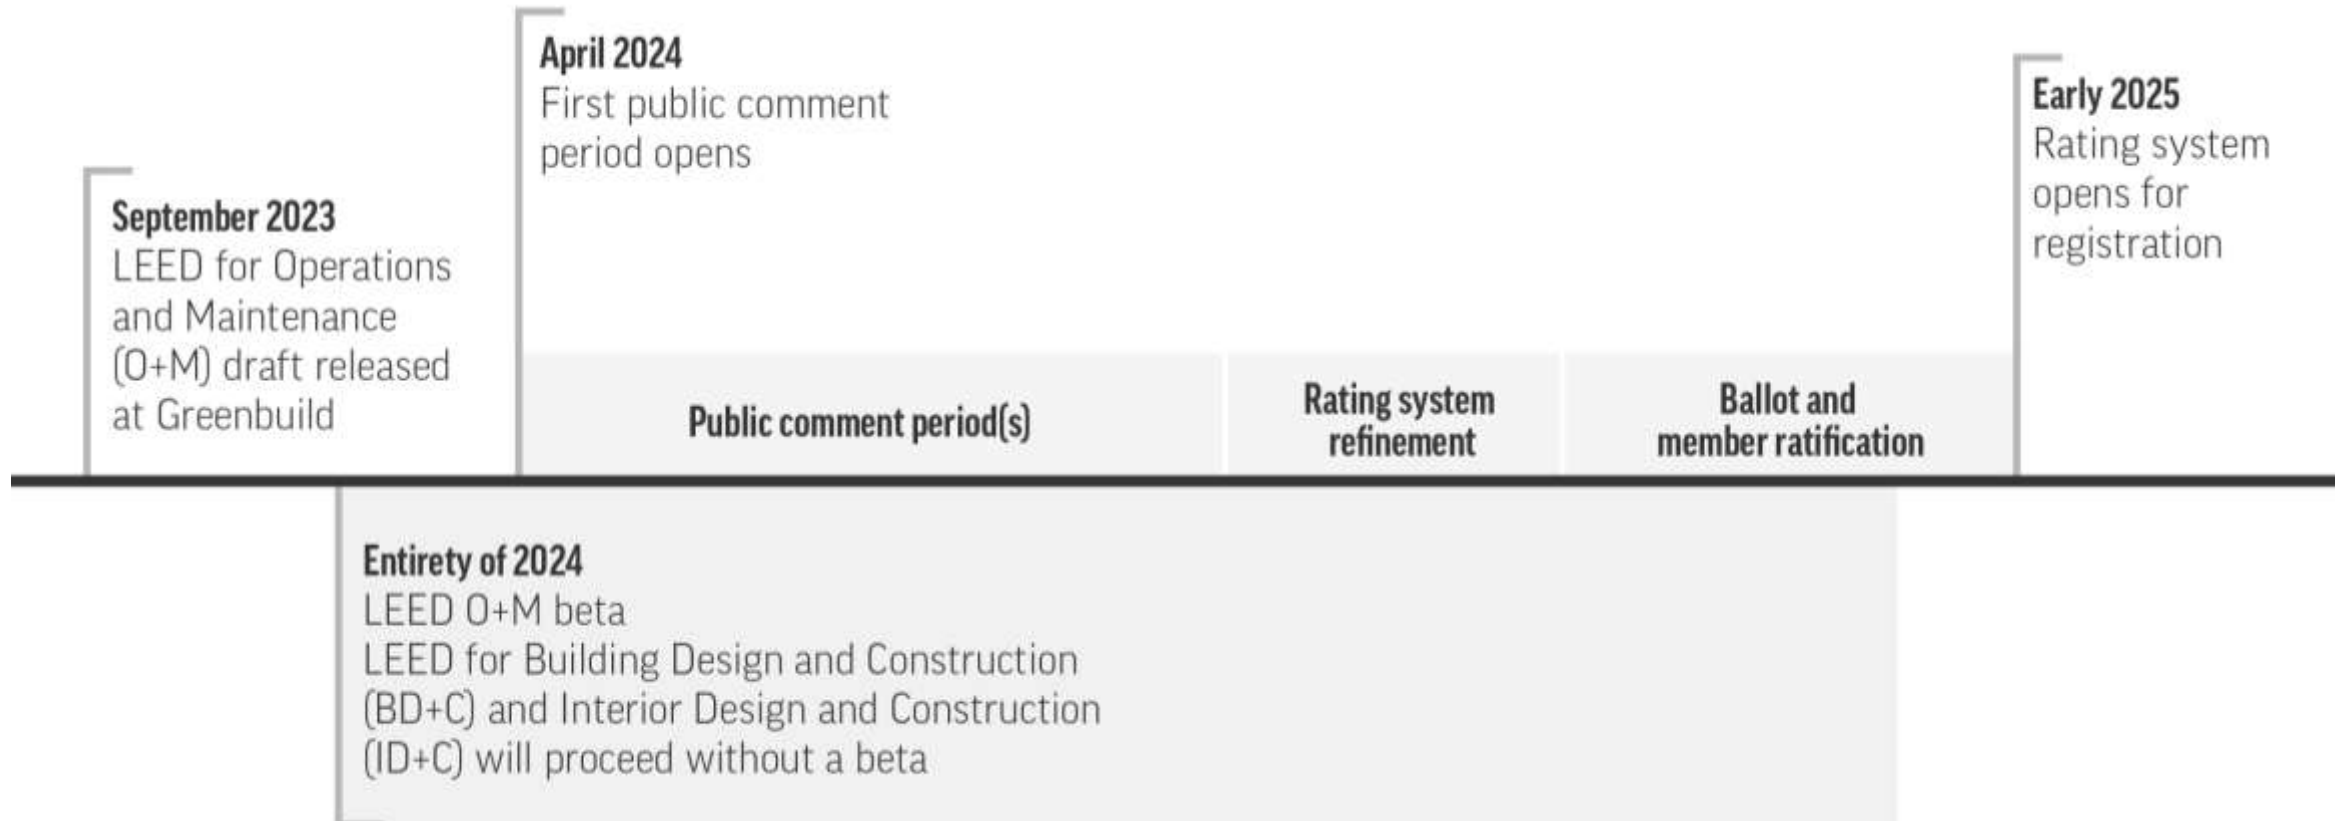 September 2023
LEED for Operations
and Maintenance
(O+M) draft released
at Greenbuild
April 2024
First public comment
period opens
Public comment period(s)
Rating system
refinement
Ballot and
member ratification
Early 2025
Rating system
opens for
registration
Entirety of 2024
LEED O+M beta
LEED for Building Design and Construction
(BD+C) and Interior Design and Construction
(ID+C) will proceed without a beta